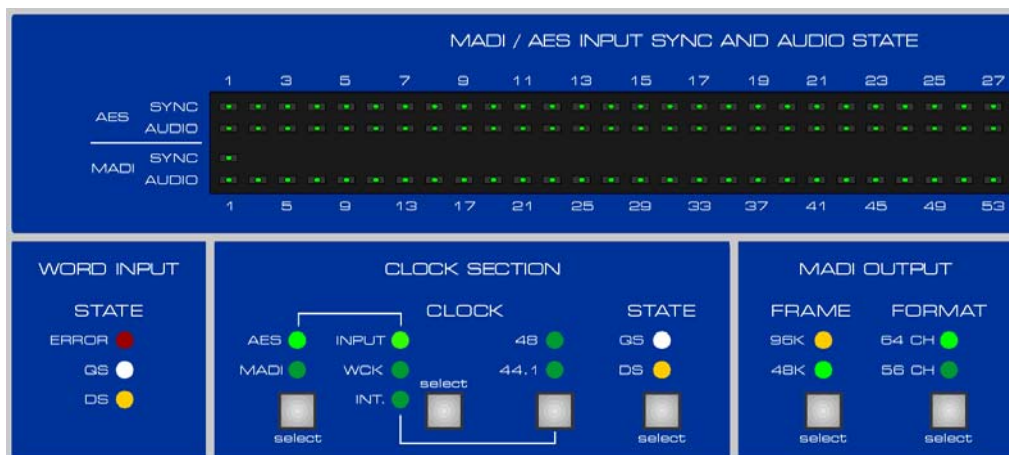 MADI / AES INPUT SYNC AND AUDIO STATE
1 3 5 7 9 11 13 15 17 19 21 23 25 27
AES SYNC
AUDIO
MADI SYNC
AUDIO
1 5 9 13 17 21 25 29 33 37 41 45 49 53
WORD INPUT
STATE
ERROR
QS
DS
CLOCK SECTION
CLOCK
STATE
AES INPUT 48 QS
MADI WCK 44.1 DS
INT. select
select
select
MADI OUTPUT
FRAME FORMAT
96K 64 CH
48K 56 CH
select select